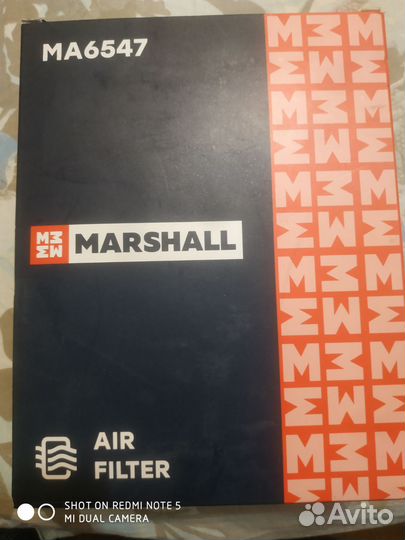 MA6547
MARSHALL
AIR
FILTER
SHOT ON REDMI NOTE 5
MI DUAL CAMERA
Avito